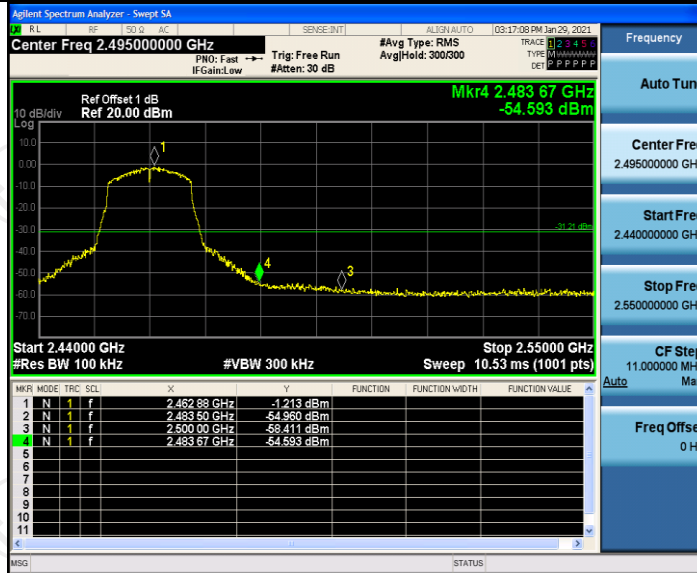 Agilent Spectrum Analyzer - Swept SA
RL RF 50 Ω AC SENSE:INT ALIGN AUTO 03:17:08 PM Jan 29, 2021
Center Freq 2.495000000 GHz #Avg Type: RMS TRACE 1 2 3 4 5 6
PNO: Fast Trig: Free Run Avg|Hold: 300/300 TYPE M
IFGain:Low #Atten: 30 dB DET P P P P P P
Mkr4 2.483 67 GHz
-54.593 dBm
Ref Offset 1 dB
10 dB/div Ref 20.00 dBm
Log
10.0
0.00
-10.0
-20.0
-30.0
-40.0
-50.0
-60.0
-70.0
1
-31.21 dBm
4
3
Start 2.44000 GHz Stop 2.55000 GHz
#Res BW 100 kHz #VBW 300 kHz Sweep 10.53 ms (1001 pts)
MKR MODE TRC SCL X Y FUNCTION FUNCTION WIDTH FUNCTION VALUE
1 N 1 f 2.462 88 GHz -1.213 dBm
2 N 1 f 2.483 50 GHz -54.960 dBm
3 N 1 f 2.500 00 GHz -58.411 dBm
4 N 1 f 2.483 67 GHz -54.593 dBm
5
6
7
8
9
10
11
MSG STATUS
Frequency
Auto Tun
Center Fre
2.495000000 GH
Start Fre
2.440000000 GH
Stop Fre
2.550000000 GH
CF Ste
11.000000 MH
Auto Ma
Freq Offse
0 H